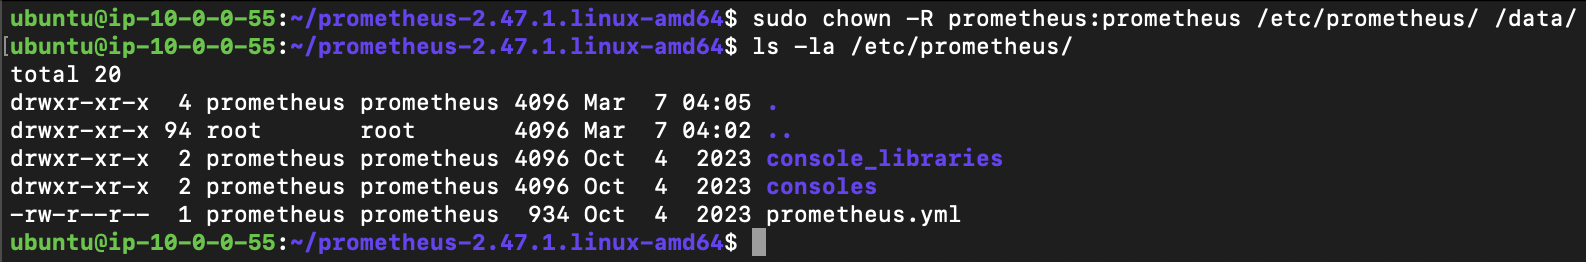 ubuntu@ip-10-0-0-55:~/prometheus-2.47.1.linux-amd64$ sudo chown -R prometheus:prometheus /etc/prometheus/ /data/
[ubuntu@ip-10-0-0-55:~/prometheus-2.47.1.linux-amd64$ ls -la /etc/prometheus/
total 20
drwxr-xr-x  4 prometheus prometheus 4096 Mar  7 04:05 .
drwxr-xr-x 94 root       root       4096 Mar  7 04:02 ..
drwxr-xr-x  2 prometheus prometheus 4096 Oct  4  2023 console_libraries
drwxr-xr-x  2 prometheus prometheus 4096 Oct  4  2023 consoles
-rw-r--r--  1 prometheus prometheus  934 Oct  4  2023 prometheus.yml
ubuntu@ip-10-0-0-55:~/prometheus-2.47.1.linux-amd64$